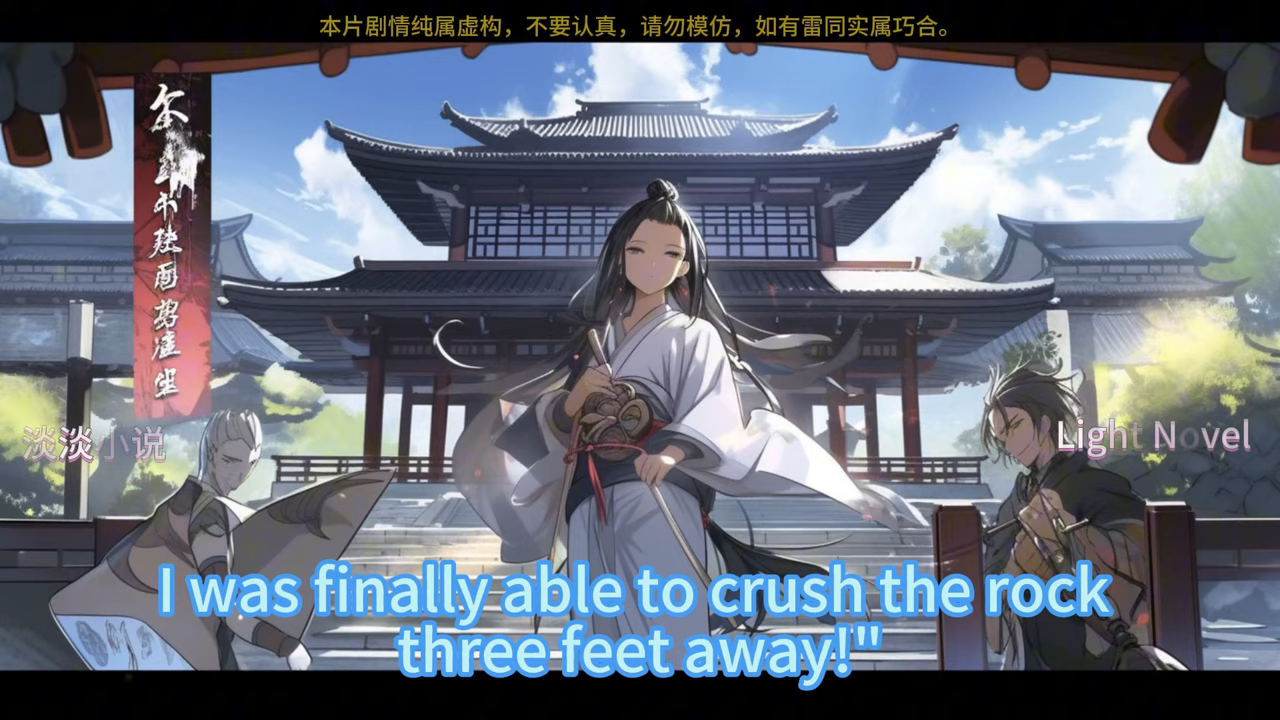 本片剧情纯属虚构，不要认真，请勿模仿，如有雷同实属巧合。
淡淡小说
Light Novel
I was finally able to crush the rock
three feet away!"